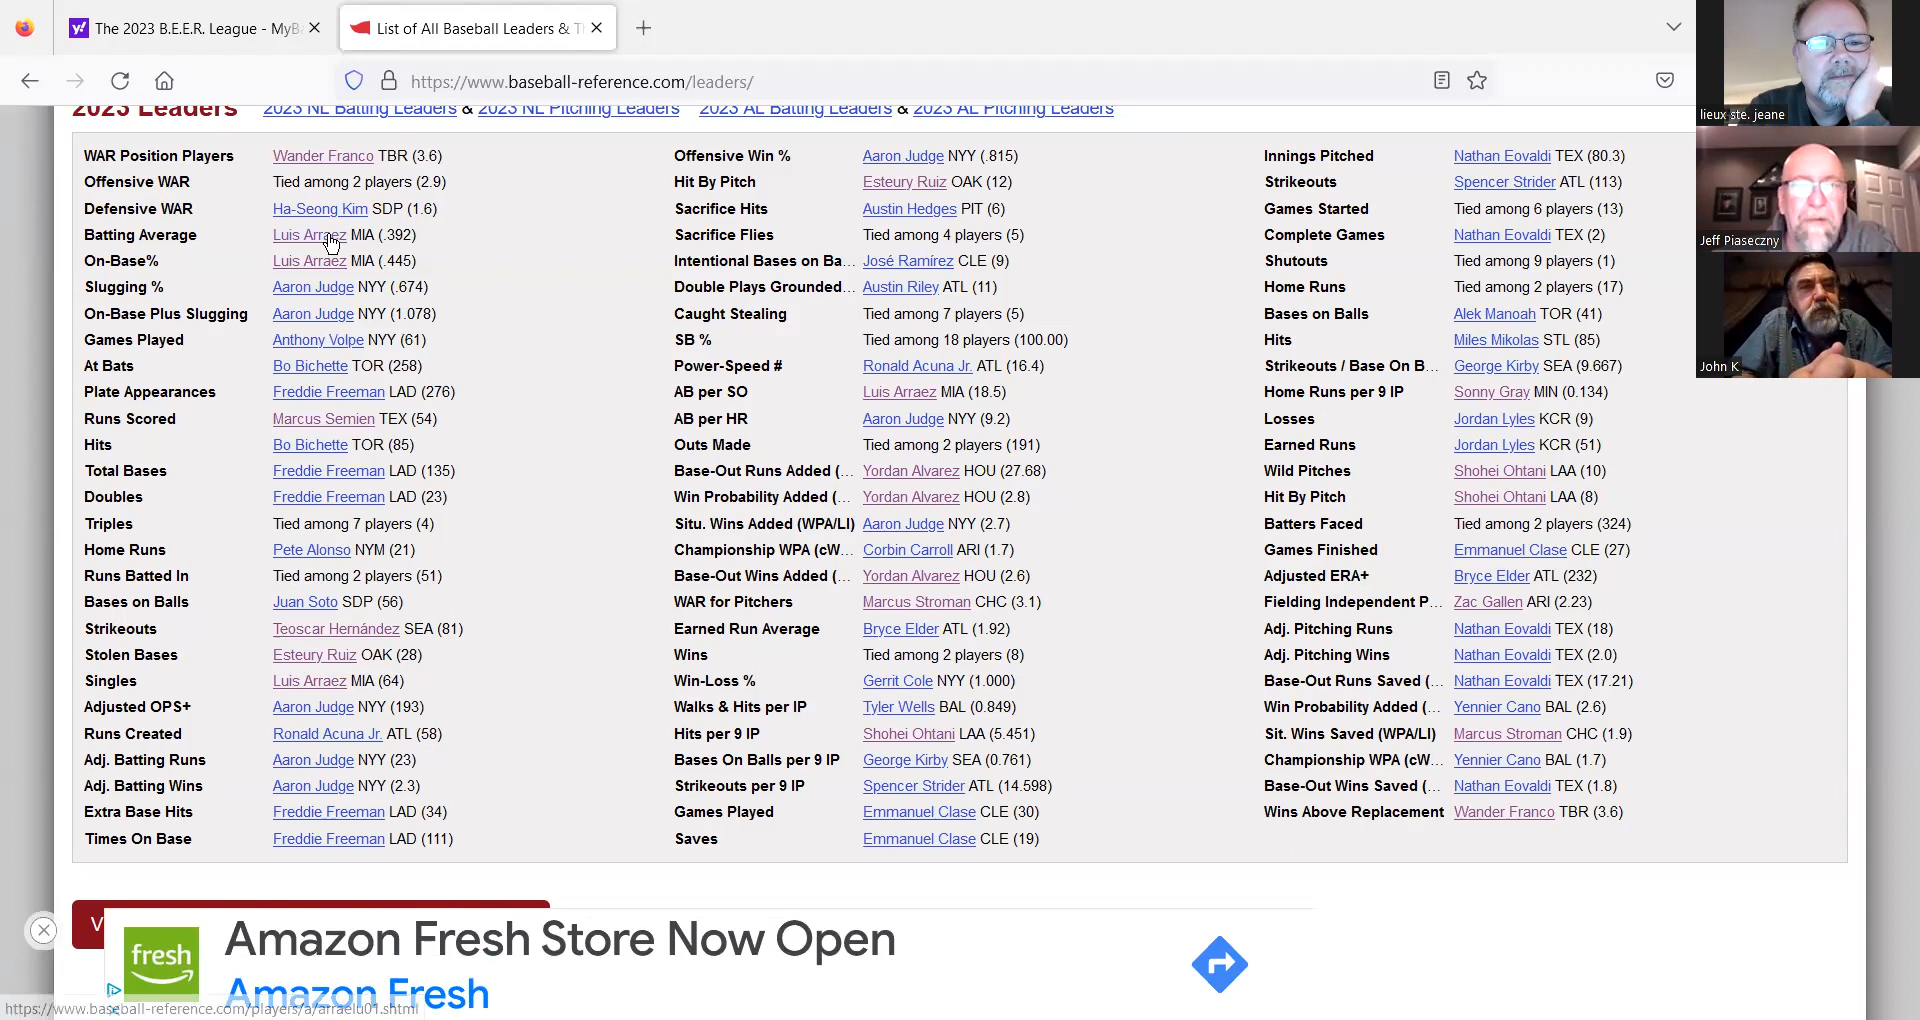 The 2023 B.E.E.R. League - MyB
List of All Baseball Leaders &
https://www.baseball-reference.com/leaders/
lieux ste. jeane
Jeff Piaseczny
John K
2023 Leaders 2023 NL Batting Leaders & 2023 NL Pitching Leaders 2023 AL Batting Leaders & 2023 AL Pitching Leaders
WAR Position Players Wander Franco TBR (3.6)
Offensive WAR Tied among 2 players (2.9)
Defensive WAR Ha-Seong Kim SDP (1.6)
Batting Average Luis Arraez MIA (.392)
On-Base% Luis Arraez MIA (.445)
Slugging % Aaron Judge NYY (.674)
On-Base Plus Slugging Aaron Judge NYY (1.078)
Games Played Anthony Volpe NYY (61)
At Bats Bo Bichette TOR (258)
Plate Appearances Freddie Freeman LAD (276)
Runs Scored Marcus Semien TEX (54)
Hits Bo Bichette TOR (85)
Total Bases Freddie Freeman LAD (135)
Doubles Freddie Freeman LAD (23)
Triples Tied among 7 players (4)
Home Runs Pete Alonso NYM (21)
Runs Batted In Tied among 2 players (51)
Bases on Balls Juan Soto SDP (56)
Strikeouts Teoscar Hernández SEA (81)
Stolen Bases Esteury Ruiz OAK (28)
Singles Luis Arraez MIA (64)
Adjusted OPS+ Aaron Judge NYY (193)
Runs Created Ronald Acuna Jr. ATL (58)
Adj. Batting Runs Aaron Judge NYY (23)
Adj. Batting Wins Aaron Judge NYY (2.3)
Extra Base Hits Freddie Freeman LAD (34)
Times On Base Freddie Freeman LAD (111)
Offensive Win % Aaron Judge NYY (.815)
Hit By Pitch Esteury Ruiz OAK (12)
Sacrifice Hits Austin Hedges PIT (6)
Sacrifice Flies Tied among 4 players (5)
Intentional Bases on Ba... José Ramírez CLE (9)
Double Plays Grounded... Austin Riley ATL (11)
Caught Stealing Tied among 7 players (5)
SB % Tied among 18 players (100.00)
Power-Speed # Ronald Acuna Jr. ATL (16.4)
AB per SO Luis Arraez MIA (18.5)
AB per HR Aaron Judge NYY (9.2)
Outs Made Tied among 2 players (191)
Base-Out Runs Added (... Yordan Alvarez HOU (27.68)
Win Probability Added (... Yordan Alvarez HOU (2.8)
Situ. Wins Added (WPA/LI) Aaron Judge NYY (2.7)
Championship WPA (cW... Corbin Carroll ARI (1.7)
Base-Out Wins Added (... Yordan Alvarez HOU (2.6)
WAR for Pitchers Marcus Stroman CHC (3.1)
Earned Run Average Bryce Elder ATL (1.92)
Wins Tied among 2 players (8)
Win-Loss % Gerrit Cole NYY (1.000)
Walks & Hits per IP Tyler Wells BAL (0.849)
Hits per 9 IP Shohei Ohtani LAA (5.451)
Bases On Balls per 9 IP George Kirby SEA (0.761)
Strikeouts per 9 IP Spencer Strider ATL (14.598)
Games Played Emmanuel Clase CLE (30)
Saves Emmanuel Clase CLE (19)
Innings Pitched Nathan Eovaldi TEX (80.3)
Strikeouts Spencer Strider ATL (113)
Games Started Tied among 6 players (13)
Complete Games Nathan Eovaldi TEX (2)
Shutouts Tied among 9 players (1)
Home Runs Tied among 2 players (17)
Bases on Balls Alek Manoah TOR (41)
Hits Miles Mikolas STL (85)
Strikeouts / Base On B... George Kirby SEA (9.667)
Home Runs per 9 IP Sonny Gray MIN (0.134)
Losses Jordan Lyles KCR (9)
Earned Runs Jordan Lyles KCR (51)
Wild Pitches Shohei Ohtani LAA (10)
Hit By Pitch Shohei Ohtani LAA (8)
Batters Faced Tied among 2 players (324)
Games Finished Emmanuel Clase CLE (27)
Adjusted ERA+ Bryce Elder ATL (232)
Fielding Independent P... Zac Gallen ARI (2.23)
Adj. Pitching Runs Nathan Eovaldi TEX (18)
Adj. Pitching Wins Nathan Eovaldi TEX (2.0)
Base-Out Runs Saved (... Nathan Eovaldi TEX (17.21)
Win Probability Added (... Yennier Cano BAL (2.6)
Sit. Wins Saved (WPA/LI) Marcus Stroman CHC (1.9)
Championship WPA (cW... Yennier Cano BAL (1.7)
Base-Out Wins Saved (... Nathan Eovaldi TEX (1.8)
Wins Above Replacement Wander Franco TBR (3.6)
fresh
Amazon Fresh Store Now Open
Amazon Fresh
https://www.baseball-reference.com/players/a/arraelu01.shtml